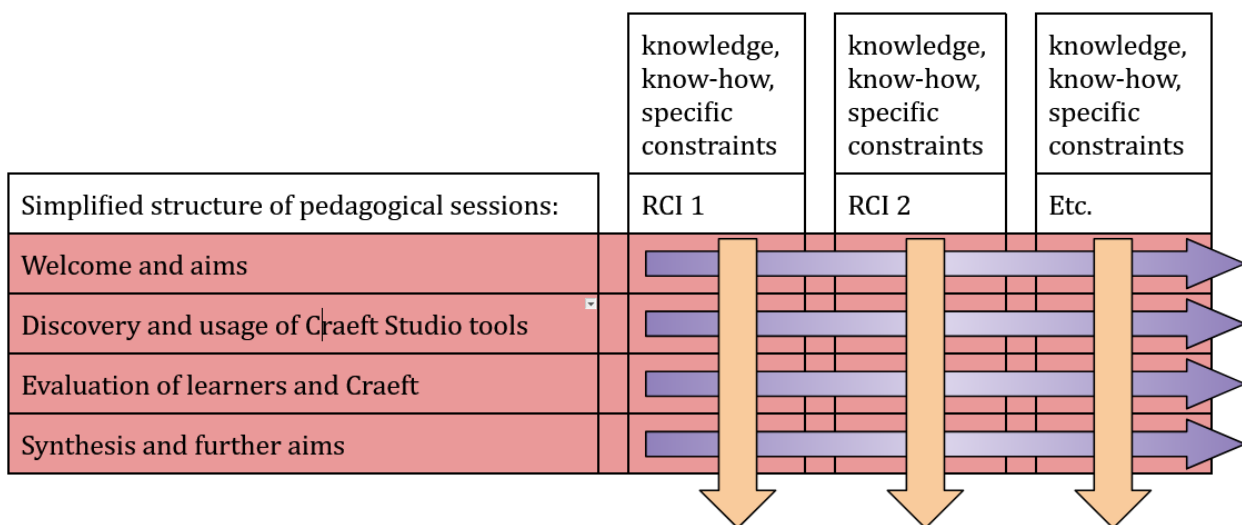 knowledge,
know-how,
specific
constraints
knowledge,
know-how,
specific
constraints
knowledge,
know-how,
specific
constraints
Simplified structure of pedagogical sessions:
RCI 1
RCI 2
Etc.
Welcome and aims
Discovery and usage of Craeft Studio tools
Evaluation of learners and Craeft
Synthesis and further aims